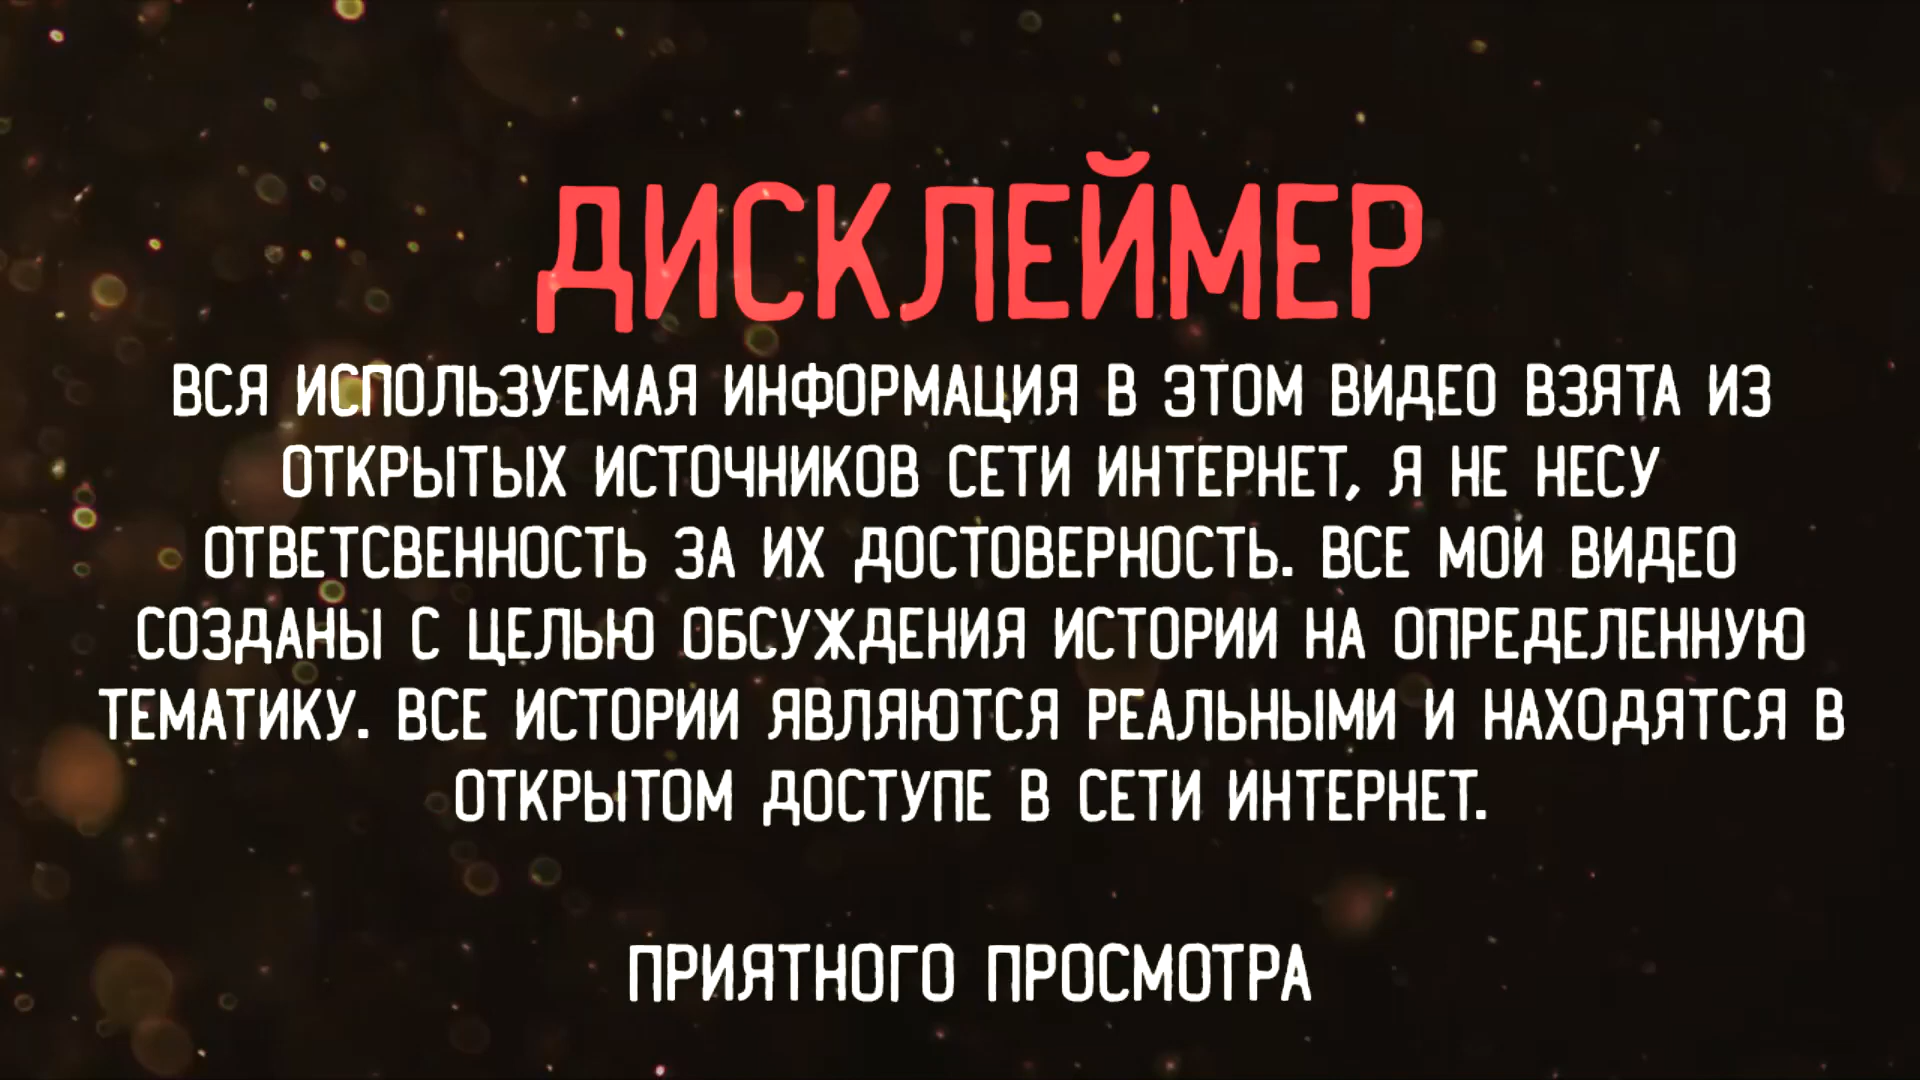 ДИСКЛЕЙМЕР
ВСЯ ИСПОЛЬЗУЕМАЯ ИНФОРМАЦИЯ В ЭТОМ ВИДЕО ВЗЯТА ИЗ
ОТКРЫТЫХ ИСТОЧНИКОВ СЕТИ ИНТЕРНЕТ, Я НЕ НЕСУ
ОТВЕТСВЕННОСТЬ ЗА ИХ ДОСТОВЕРНОСТЬ. ВСЕ МОИ ВИДЕО
СОЗДАНЫ С ЦЕЛЬЮ ОБСУЖДЕНИЯ ИСТОРИИ НА ОПРЕДЕЛЕННУЮ
ТЕМАТИКУ. ВСЕ ИСТОРИИ ЯВЛЯЮТСЯ РЕАЛЬНЫМИ И НАХОДЯТСЯ В
ОТКРЫТОМ ДОСТУПЕ В СЕТИ ИНТЕРНЕТ.
ПРИЯТНОГО ПРОСМОТРА